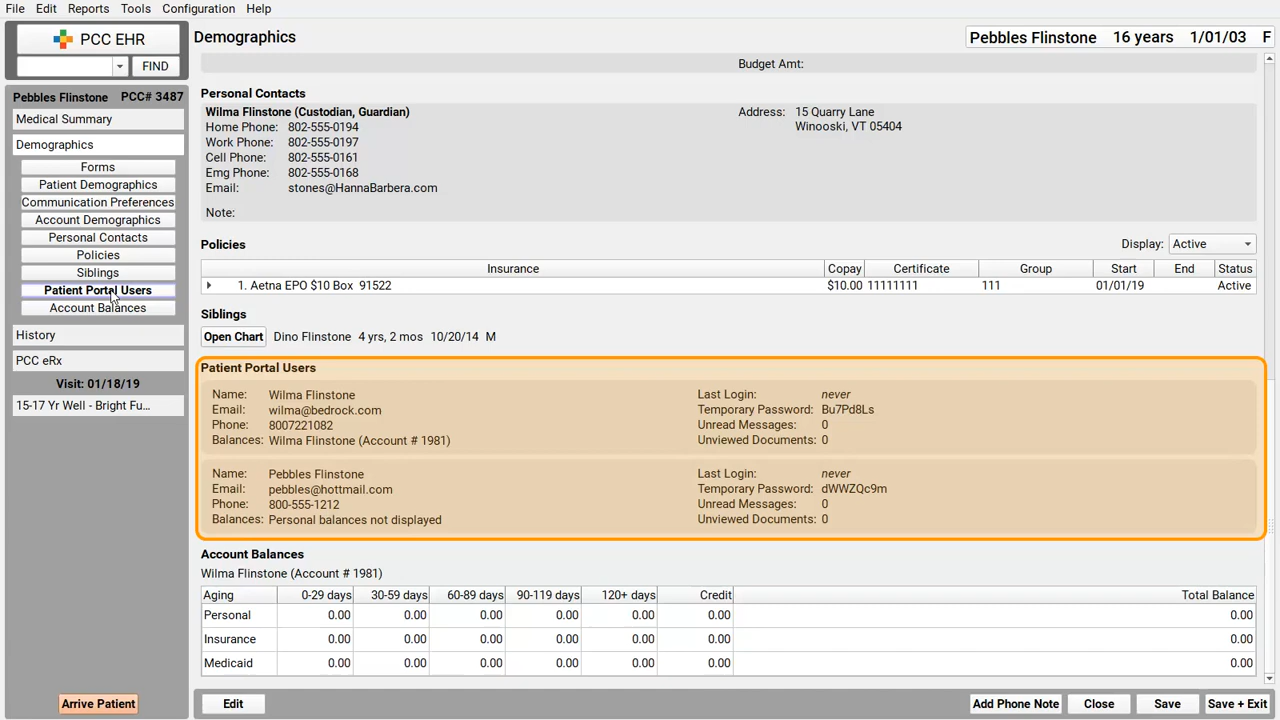 File Edit Reports Tools Configuration Help
PCC EHR
FIND
Pebbles Flinstone PCC# 3487
Medical Summary
Demographics
Forms
Patient Demographics
Communication Preferences
Account Demographics
Personal Contacts
Policies
Siblings
Patient Portal Users
Account Balances
History
PCC eRx
Visit: 01/18/19
15-17 Yr Well - Bright Fu...
Arrive Patient
Demographics
Pebbles Flinstone 16 years 1/01/03 F
Budget Amt:
Personal Contacts
Wilma Flinstone (Custodian, Guardian) Address: 15 Quarry Lane
Home Phone: 802-555-0194 Winooski, VT 05404
Work Phone: 802-555-0197
Cell Phone: 802-555-0161
Emg Phone: 802-555-0168
Email: stones@HannaBarbera.com
Note:
Policies Display: Active
Insurance Copay Certificate Group Start End Status
1. Aetna EPO $10 Box 91522 $10.00 11111111 111 01/01/19 Active
Siblings
Open Chart Dino Flinstone 4 yrs, 2 mos 10/20/14 M
Patient Portal Users
Name: Wilma Flinstone Last Login: never
Email: wilma@bedrock.com Temporary Password: Bu7Pd8Ls
Phone: 8007221082 Unread Messages: 0
Balances: Wilma Flinstone (Account # 1981) Unviewed Documents: 0
Name: Pebbles Flinstone Last Login: never
Email: pebbles@hottmail.com Temporary Password: dWWZQc9m
Phone: 800-555-1212 Unread Messages: 0
Balances: Personal balances not displayed Unviewed Documents: 0
Account Balances
Wilma Flinstone (Account # 1981)
Aging 0-29 days 30-59 days 60-89 days 90-119 days 120+ days Credit Total Balance
Personal 0.00 0.00 0.00 0.00 0.00 0.00 0.00
Insurance 0.00 0.00 0.00 0.00 0.00 0.00 0.00
Medicaid 0.00 0.00 0.00 0.00 0.00 0.00 0.00
Edit Add Phone Note Close Save Save + Exit